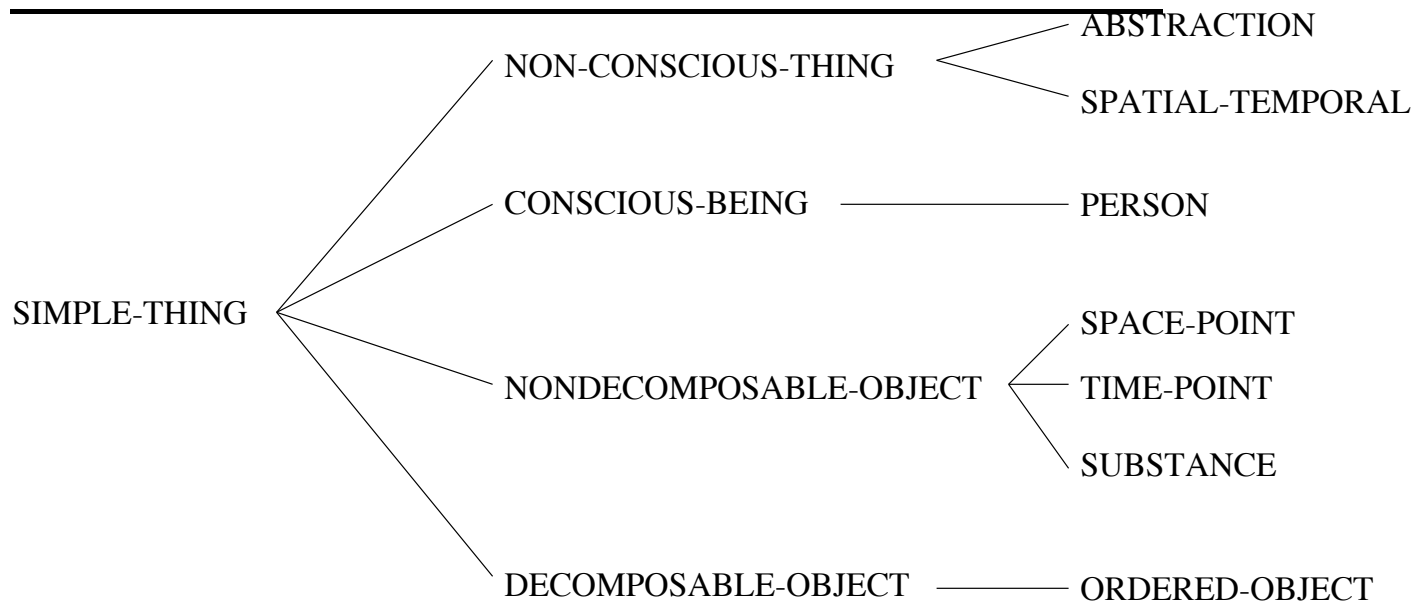 ABSTRACTION
NON-CONSCIOUS-THING
SPATIAL-TEMPORAL
CONSCIOUS-BEING
PERSON
SIMPLE-THING
SPACE-POINT
NONDECOMPOSABLE-OBJECT
TIME-POINT
SUBSTANCE
DECOMPOSABLE-OBJECT
ORDERED-OBJECT